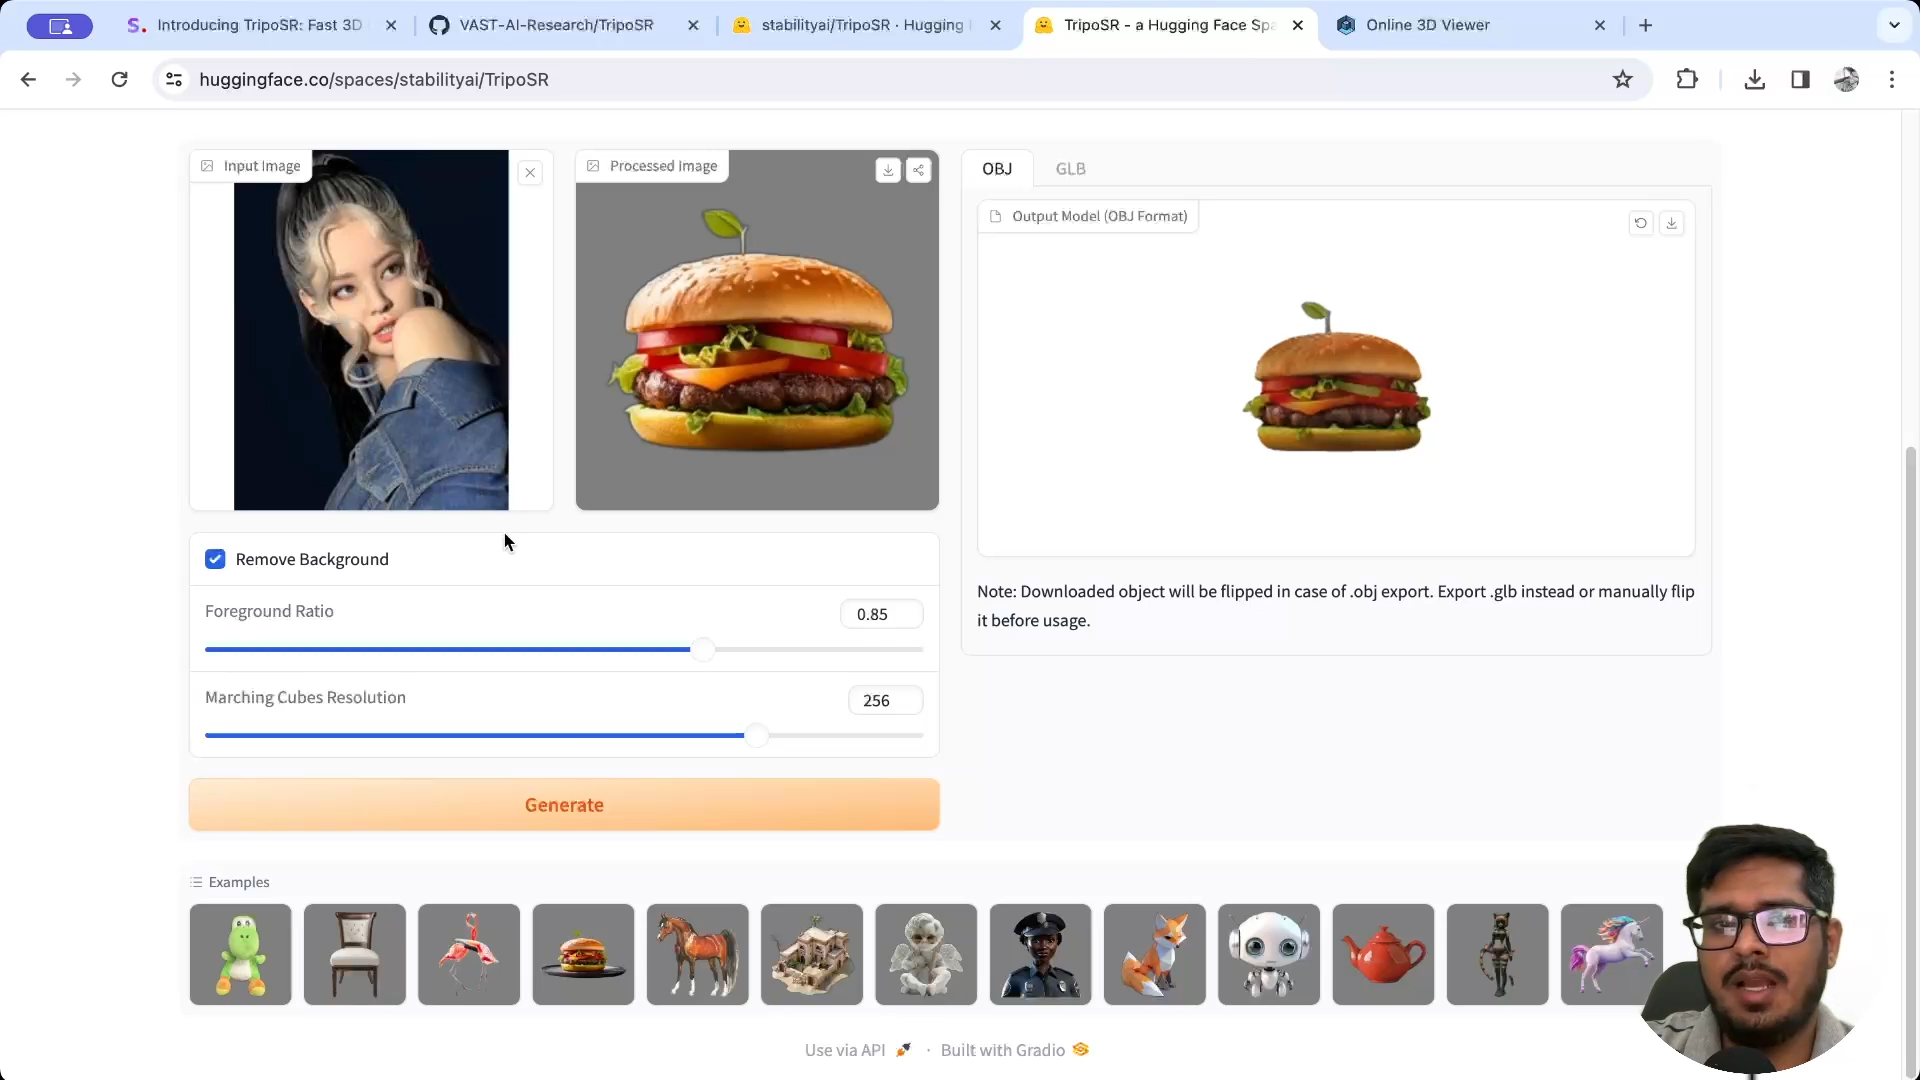 Introducing TripoSR: Fast 3D
VAST-AI-Research/TripoSR
stabilityai/TripoSR · Hugging
TripoSR - a Hugging Face Spa
Online 3D Viewer
huggingface.co/spaces/stabilityai/TripoSR
Input Image
Processed Image
OBJ
GLB
Output Model (OBJ Format)
Note: Downloaded object will be flipped in case of .obj export. Export .glb instead or manually flip
it before usage.
Remove Background
Foreground Ratio
0.85
Marching Cubes Resolution
256
Generate
Examples
Use via API
·
Built with Gradio